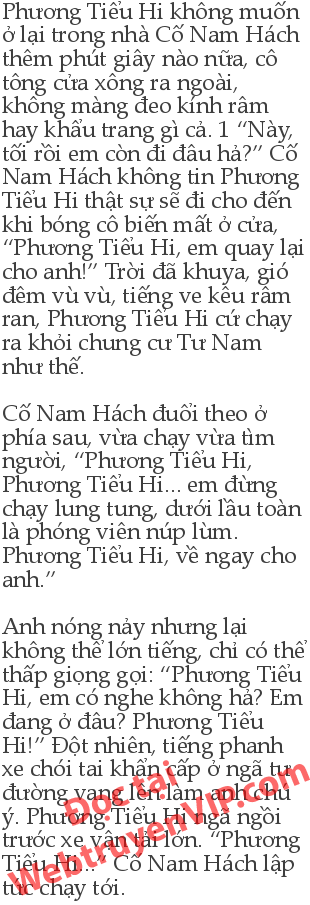 Phương Tiểu Hi không muốn
ở lại trong nhà Cố Nam Hách
thêm phút giây nào nữa, cô
tông cửa xông ra ngoài,
không màng đeo kính râm
hay khẩu trang gì cả. 1 “Này,
tối rồi em còn đi đâu hả?” Cố
Nam Hách không tin Phương
Tiểu Hi thật sự sẽ đi cho đến
khi bóng cô biến mất ở cửa,
“Phương Tiểu Hi, em quay lại
cho anh!” Trời đã khuya, gió
đêm vù vù, tiếng ve kêu râm
ran, Phương Tiểu Hi cứ chạy
ra khỏi chung cư Tư Nam
như thế.

Cố Nam Hách đuổi theo ở
phía sau, vừa chạy vừa tìm
người, “Phương Tiểu Hi,
Phương Tiểu Hi... em đừng
chạy lung tung, dưới lầu toàn
là phóng viên núp lùm.
Phương Tiểu Hi, về ngay cho
anh.”

Anh nóng nảy nhưng lại
không thể lớn tiếng, chỉ có thể
thấp giọng gọi: “Phương Tiểu
Hi, em có nghe không hả? Em
đang ở đâu? Phương Tiểu
Hi!” Đột nhiên, tiếng phanh
xe chói tai khẩn cấp ở ngã tư
đường vang lên làm anh chú
ý. Phương Tiểu Hi ngã ngồi
trước xe vận tải lớn. “Phương
Tiểu Hi...” Cố Nam Hách lập
tức chạy tới.
Đọc tại
WebtruyenVIP.com